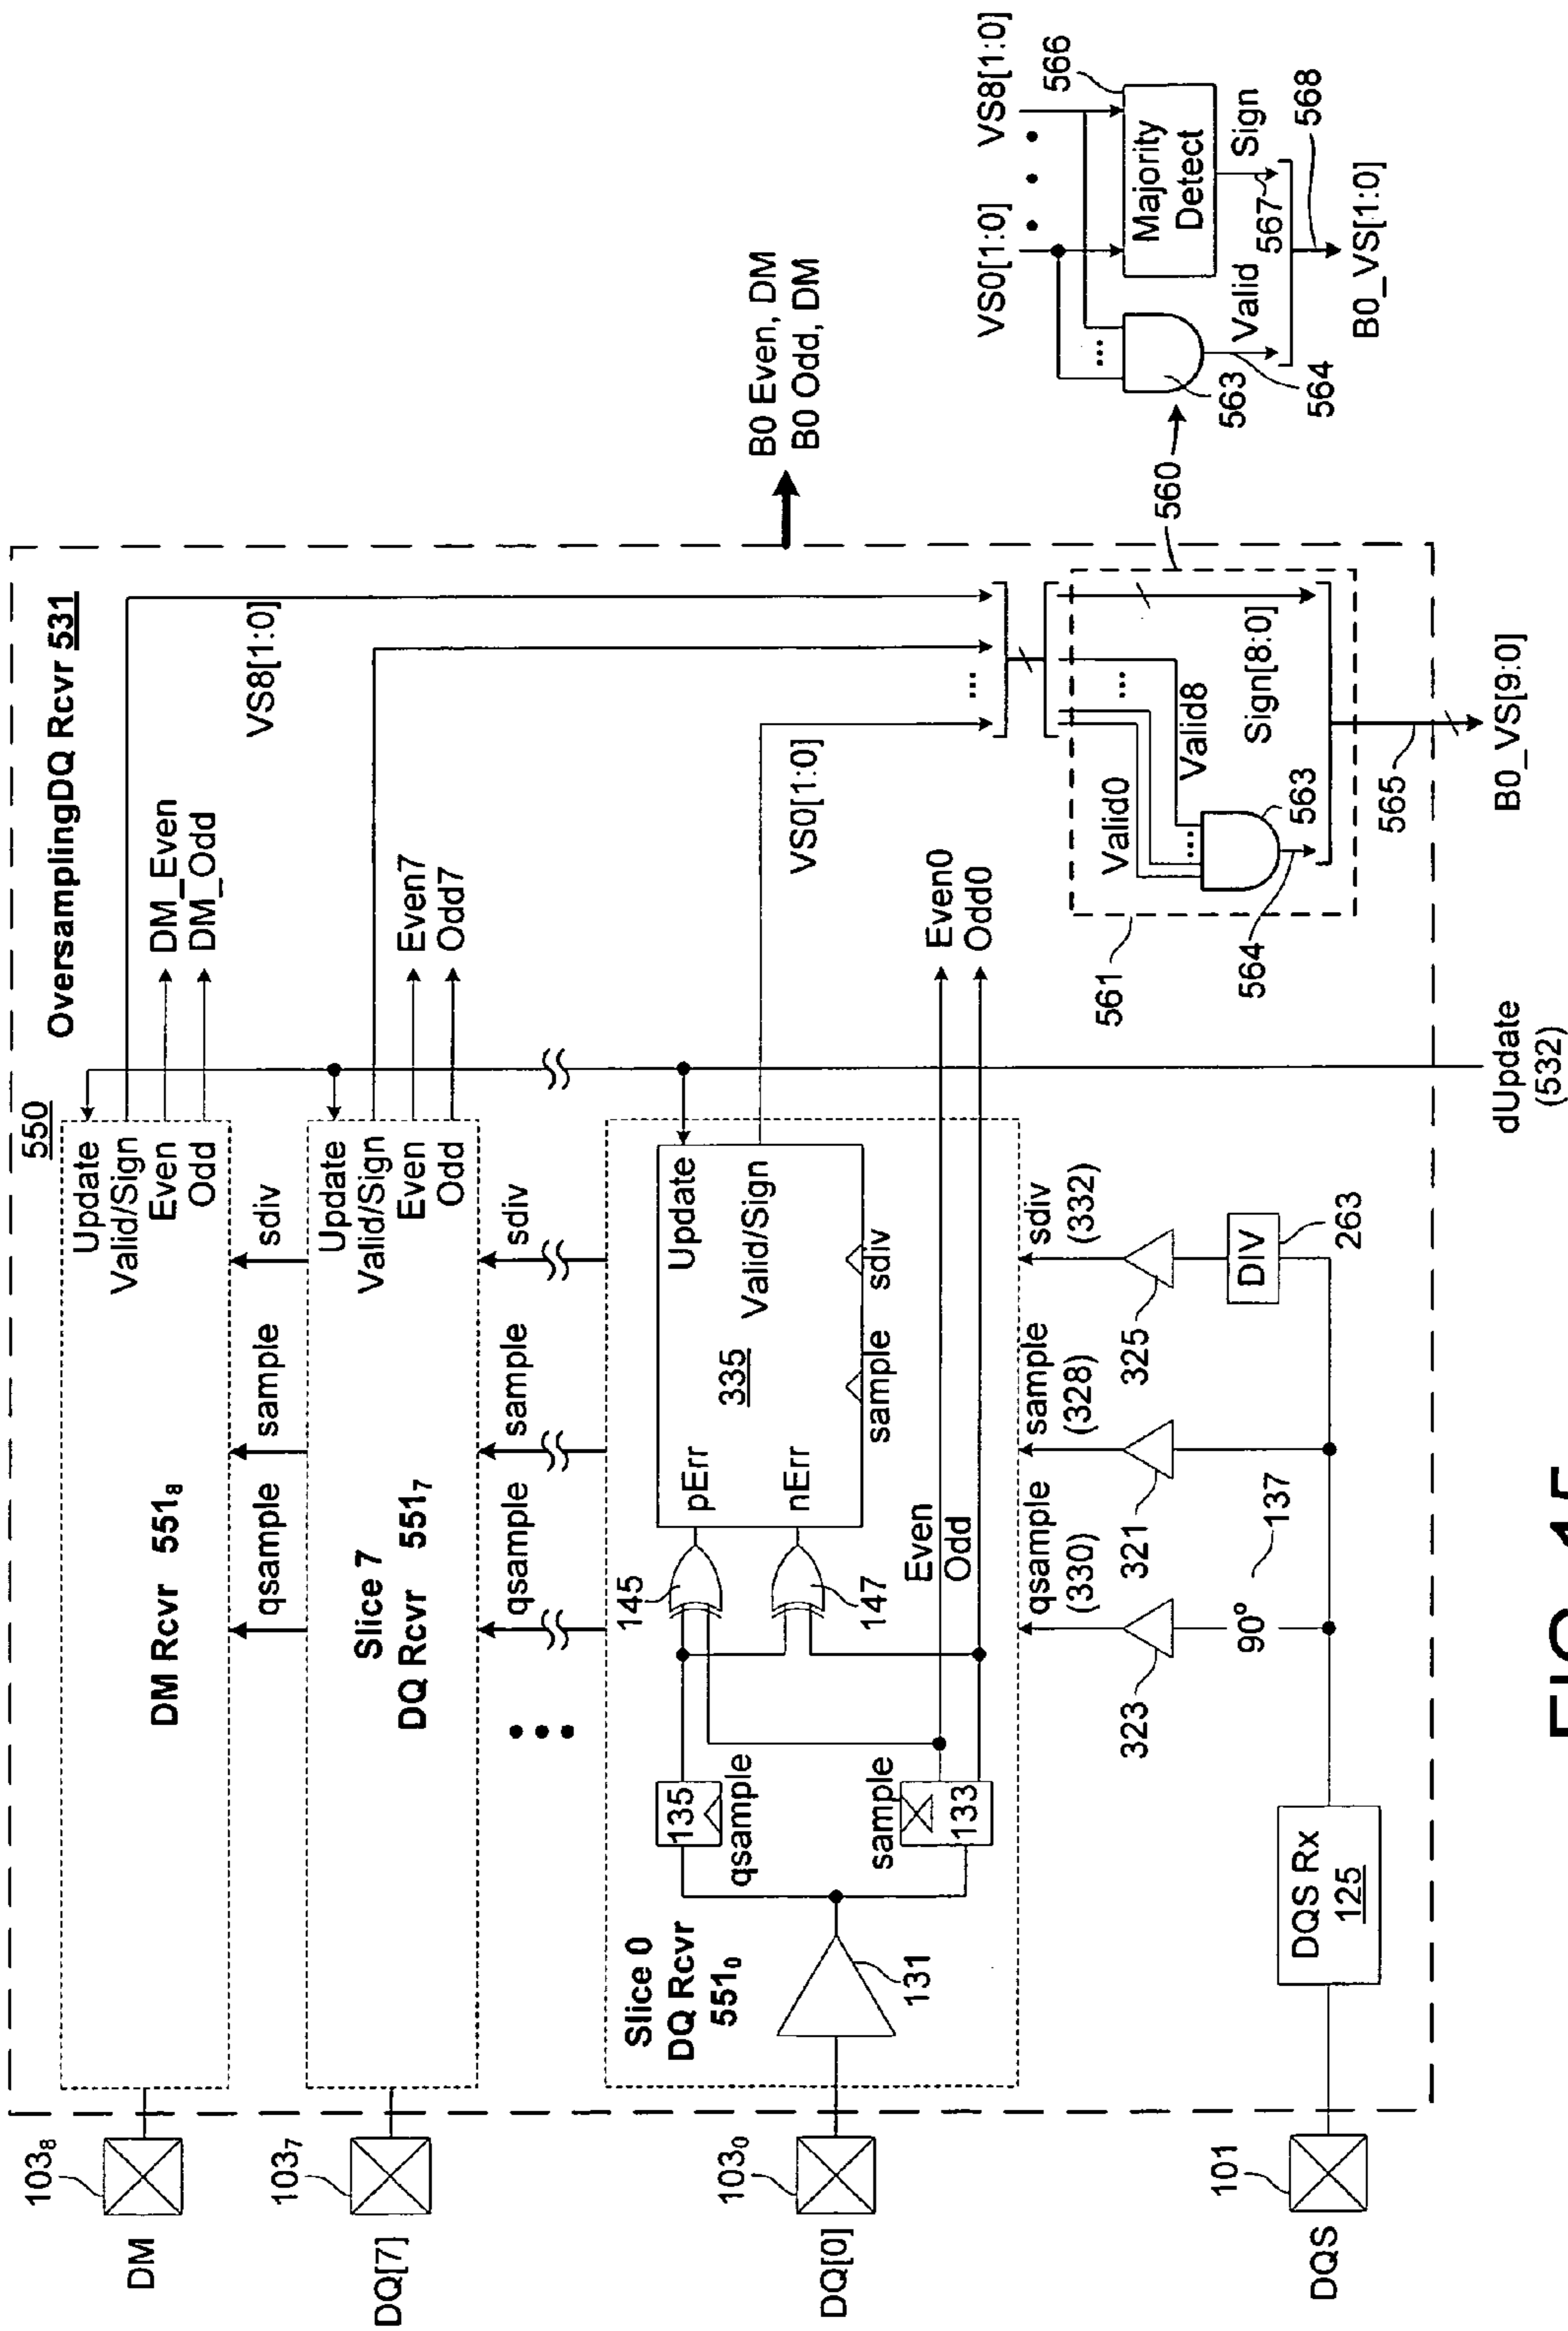 550
OversamplingDQ Rcvr 531
103₈
DM
DM Rcvr 551₈
Update
Valid/Sign
Even
Odd
DM_Even
DM_Odd
VS8[1:0]
qsample
sample
sdiv
103₇
DQ[7]
Slice 7
DQ Rcvr 551₇
Update
Valid/Sign
Even
Odd
Even7
Odd7
qsample
sample
sdiv
103₀
DQ[0]
Slice 0
DQ Rcvr
551₀
131
135
qsample
sample
133
145
147
pErr
nErr
335
Update
Valid/Sign
sample
sdiv
Even
Odd
VS0[1:0]
Even0
Odd0
qsample
(330)
sample
(328)
sdiv
(332)
323
321
325
90°
137
DIV
263
101
DQS
DQS Rx
125
dUpdate
(532)
561
Valid0
Valid8
...
...
...
563
564
Sign[8:0]
565
B0_VS[9:0]
560
B0 Even, DM
B0 Odd, DM
VS0[1:0]
VS8[1:0]
566
Majority
Detect
...
563
564
Valid
567
Sign
568
B0_VS[1:0]